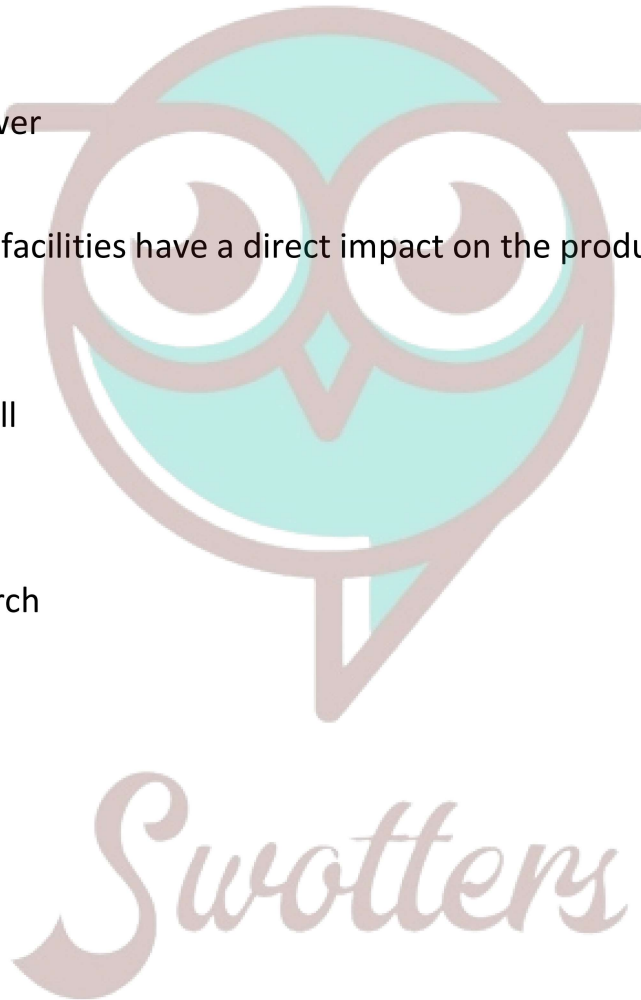 ver
facilities have a direct impact on the produ
ll
rch
Swotters